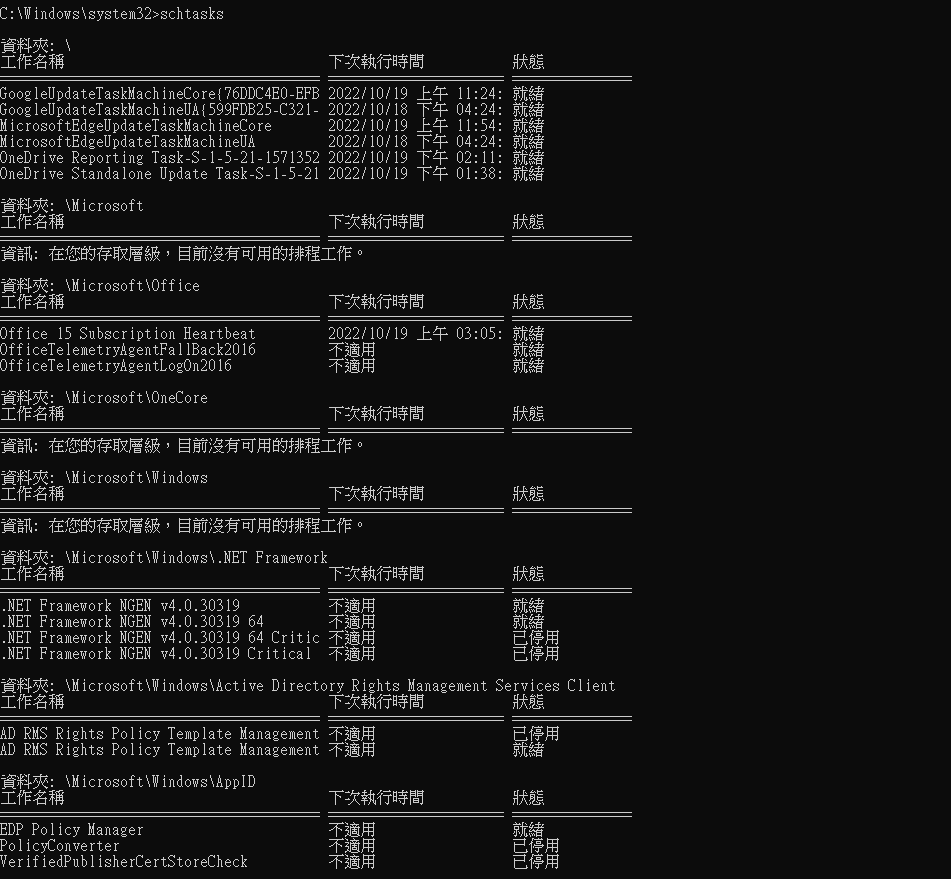 C:\Windows\system32>schtasks
資料夾: \
工作名稱 下次執行時間 狀態
GoogleUpdateTaskMachineCore{76DDC4E0-EFB 2022/10/19 上午 11:24: 就緒
GoogleUpdateTaskMachineUA{599FDB25-C321- 2022/10/18 下午 04:24: 就緒
MicrosoftEdgeUpdateTaskMachineCore 2022/10/19 上午 11:54: 就緒
MicrosoftEdgeUpdateTaskMachineUA 2022/10/18 下午 04:24: 就緒
OneDrive Reporting Task-S-1-5-21-1571352 2022/10/19 下午 02:11: 就緒
OneDrive Standalone Update Task-S-1-5-21 2022/10/19 下午 01:38: 就緒
資料夾: \Microsoft
工作名稱 下次執行時間 狀態
資訊: 在您的存取層級，目前沒有可用的排程工作。
資料夾: \Microsoft\Office
工作名稱 下次執行時間 狀態
Office 15 Subscription Heartbeat 2022/10/19 上午 03:05: 就緒
OfficeTelemetryAgentFallBack2016 不適用 就緒
OfficeTelemetryAgentLogOn2016 不適用 就緒
資料夾: \Microsoft\OneCore
工作名稱 下次執行時間 狀態
資訊: 在您的存取層級，目前沒有可用的排程工作。
資料夾: \Microsoft\Windows
工作名稱 下次執行時間 狀態
資訊: 在您的存取層級，目前沒有可用的排程工作。
資料夾: \Microsoft\Windows\.NET Framework
工作名稱 下次執行時間 狀態
.NET Framework NGEN v4.0.30319 不適用 就緒
.NET Framework NGEN v4.0.30319 64 不適用 就緒
.NET Framework NGEN v4.0.30319 64 Critic 不適用 已停用
.NET Framework NGEN v4.0.30319 Critical 不適用 已停用
資料夾: \Microsoft\Windows\Active Directory Rights Management Services Client
工作名稱 下次執行時間 狀態
AD RMS Rights Policy Template Management 不適用 已停用
AD RMS Rights Policy Template Management 不適用 就緒
資料夾: \Microsoft\Windows\AppID
工作名稱 下次執行時間 狀態
EDP Policy Manager 不適用 就緒
PolicyConverter 不適用 已停用
VerifiedPublisherCertStoreCheck 不適用 已停用